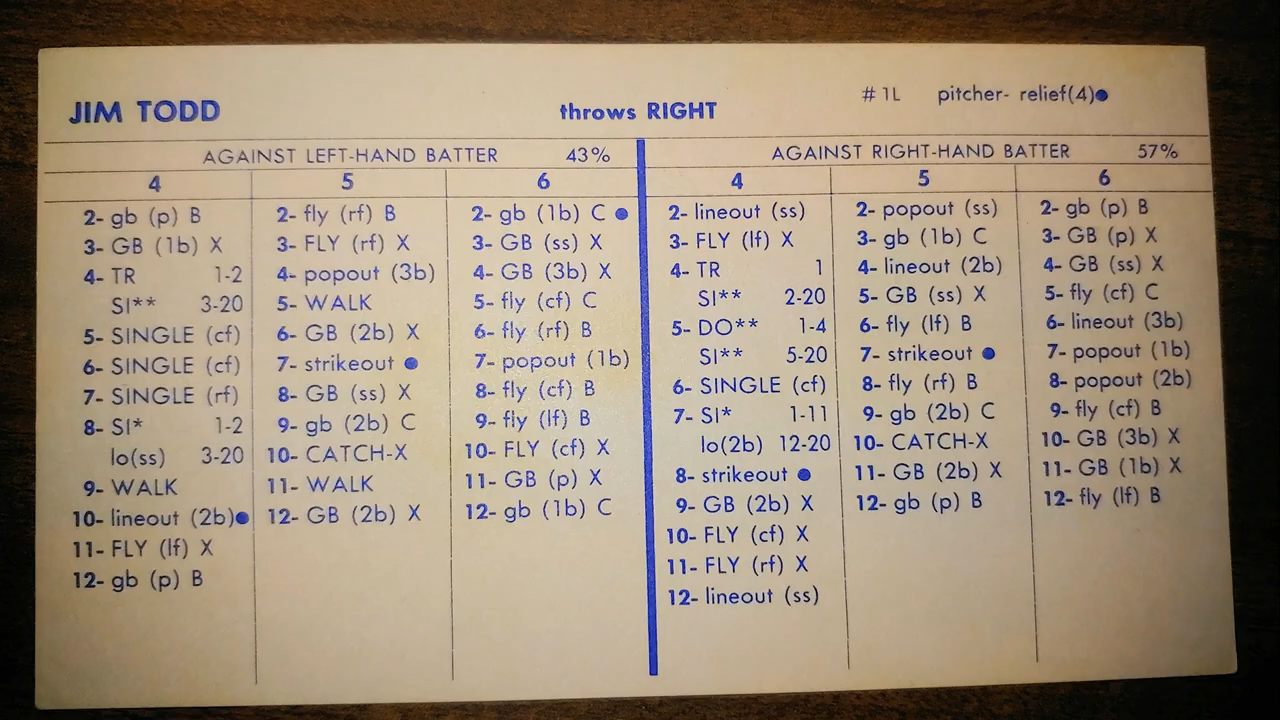 JIM TODD throws RIGHT # 1L pitcher- relief(4)●
AGAINST LEFT-HAND BATTER 43%
4
2- gb (p) B
3- GB (1b) X
4- TR 1-2
SI** 3-20
5- SINGLE (cf)
6- SINGLE (cf)
7- SINGLE (rf)
8- SI* 1-2
lo(ss) 3-20
9- WALK
10- lineout (2b)●
11- FLY (lf) X
12- gb (p) B
5
2- fly (rf) B
3- FLY (rf) X
4- popout (3b)
5- WALK
6- GB (2b) X
7- strikeout ●
8- GB (ss) X
9- gb (2b) C
10- CATCH-X
11- WALK
12- GB (2b) X
6
2- gb (1b) C ●
3- GB (ss) X
4- GB (3b) X
5- fly (cf) C
6- fly (rf) B
7- popout (1b)
8- fly (cf) B
9- fly (lf) B
10- FLY (cf) X
11- GB (p) X
12- gb (1b) C
AGAINST RIGHT-HAND BATTER 57%
4
2- lineout (ss)
3- FLY (lf) X
4- TR 1
SI** 2-20
5- DO** 1-4
SI** 5-20
6- SINGLE (cf)
7- SI* 1-11
lo(2b) 12-20
8- strikeout ●
9- GB (2b) X
10- FLY (cf) X
11- FLY (rf) X
12- lineout (ss)
5
2- popout (ss)
3- gb (1b) C
4- lineout (2b)
5- GB (ss) X
6- fly (lf) B
7- strikeout ●
8- fly (rf) B
9- gb (2b) C
10- CATCH-X
11- GB (2b) X
12- gb (p) B
6
2- gb (p) B
3- GB (p) X
4- GB (ss) X
5- fly (cf) C
6- lineout (3b)
7- popout (1b)
8- popout (2b)
9- fly (cf) B
10- GB (3b) X
11- GB (1b) X
12- fly (lf) B